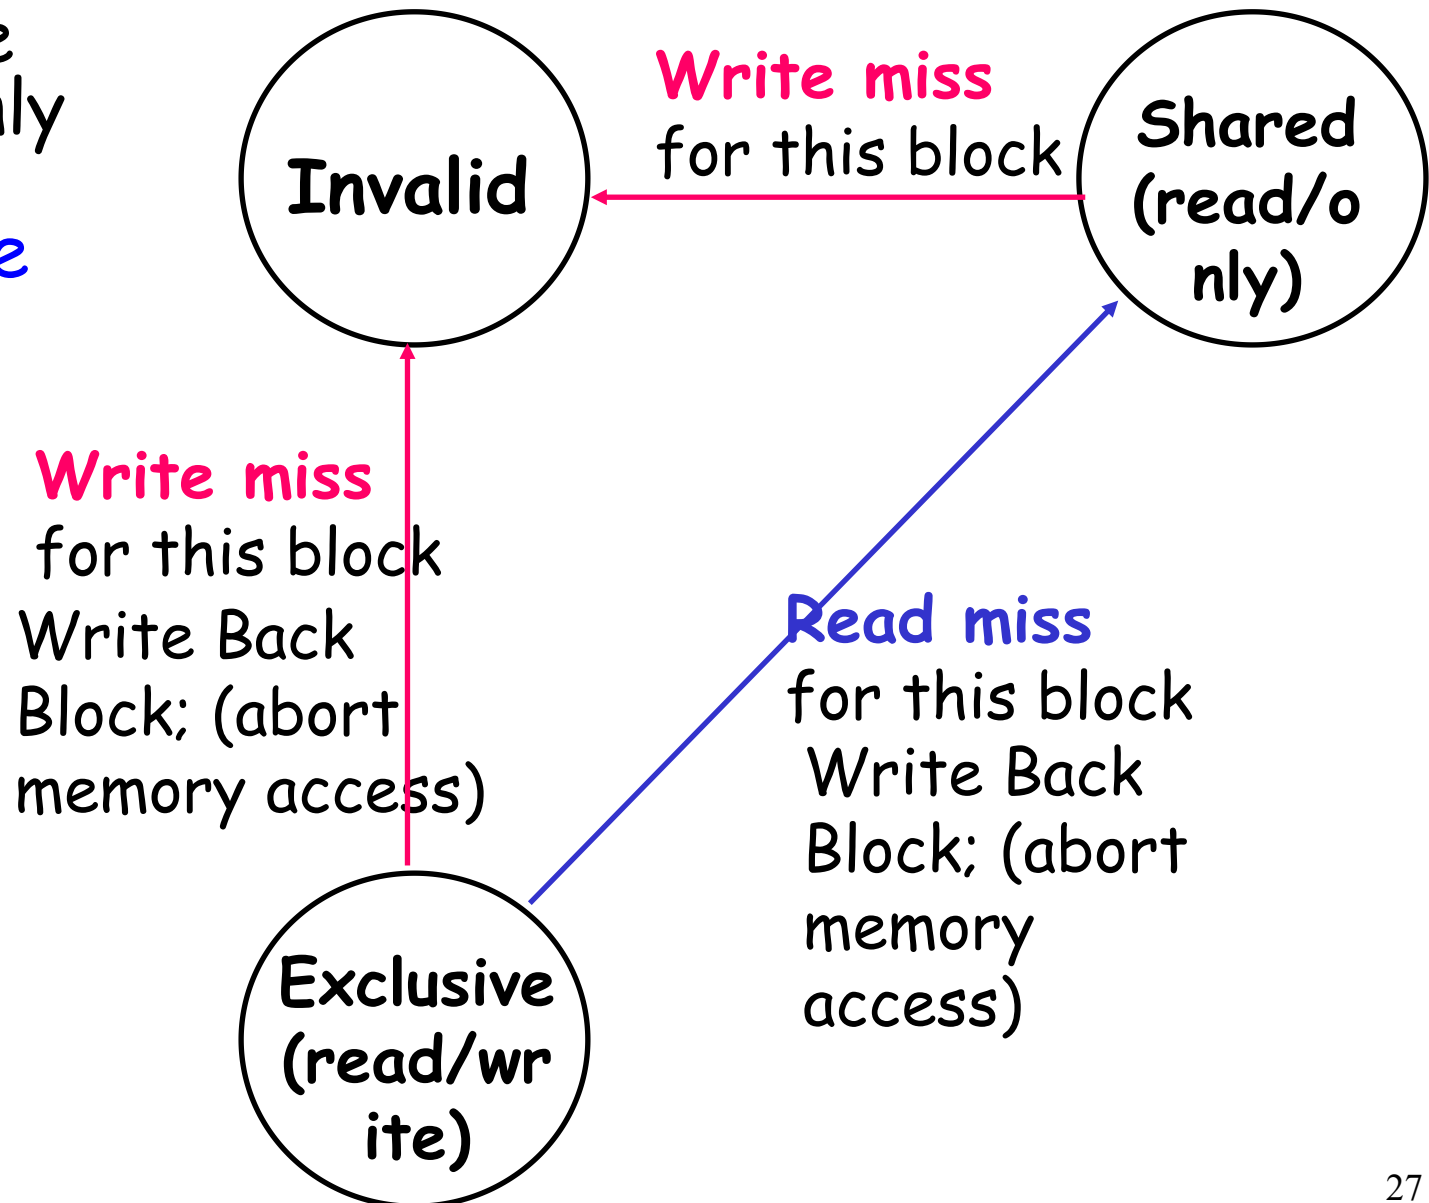 Write miss
for this block
Invalid
Shared
(read/o
nly)
Write miss
for this block
Write Back
Block; (abort
memory access)
Read miss
for this block
Write Back
Block; (abort
memory
access)
Exclusive
(read/wr
ite)
27